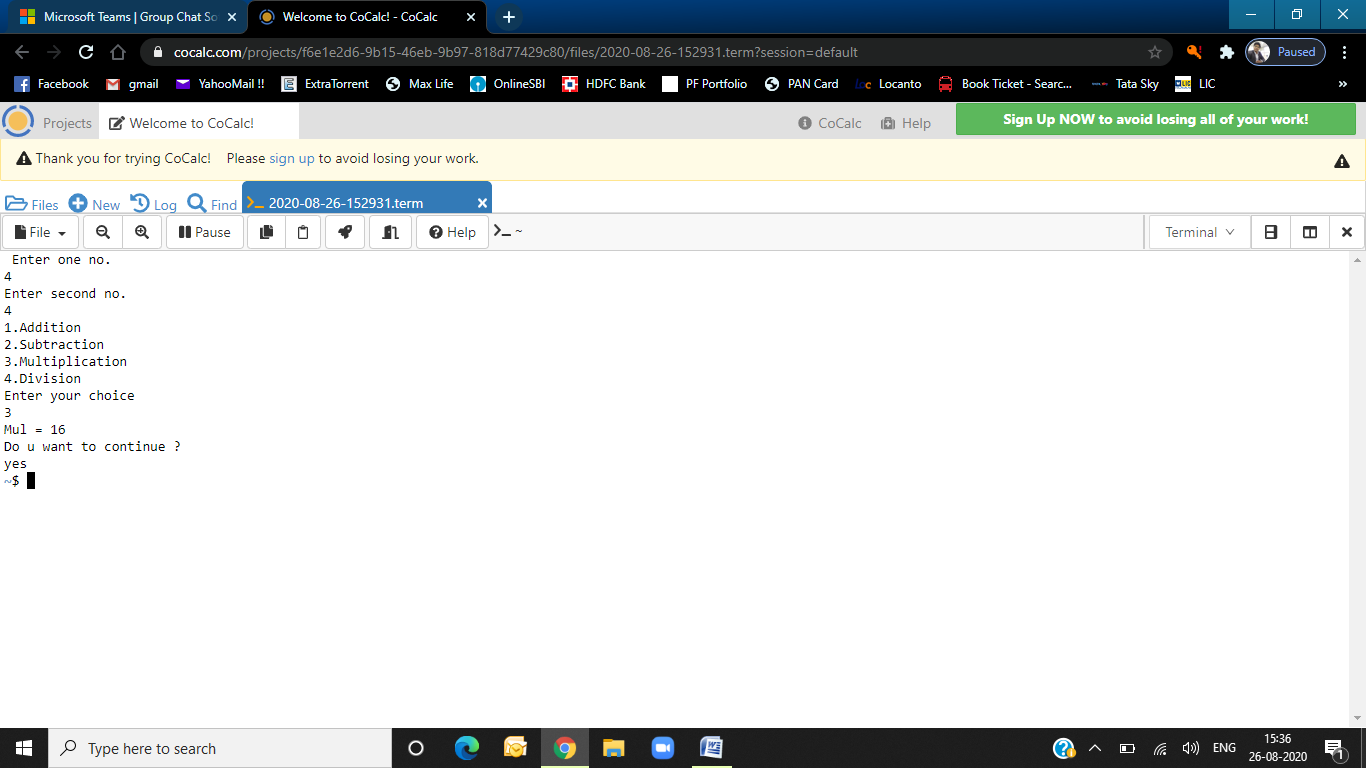 Microsoft Teams | Group Chat So
Welcome to CoCalc! - CoCalc
cocalc.com/projects/f6e1e2d6-9b15-46eb-9b97-818d77429c80/files/2020-08-26-152931.term?session=default
Paused
Facebook gmail YahooMail !! ExtraTorrent Max Life OnlineSBI HDFC Bank PF Portfolio PAN Card Locanto Book Ticket - Searc... Tata Sky LIC »
Projects Welcome to CoCalc! CoCalc Help Sign Up NOW to avoid losing all of your work!
Thank you for trying CoCalc! Please sign up to avoid losing your work.
Files New Log Find 2020-08-26-152931.term
File Pause Help ~ Terminal
Enter one no.
4
Enter second no.
4
1.Addition
2.Subtraction
3.Multiplication
4.Division
Enter your choice
3
Mul = 16
Do u want to continue ?
yes
~$
Type here to search
ENG
15:36
26-08-2020
1